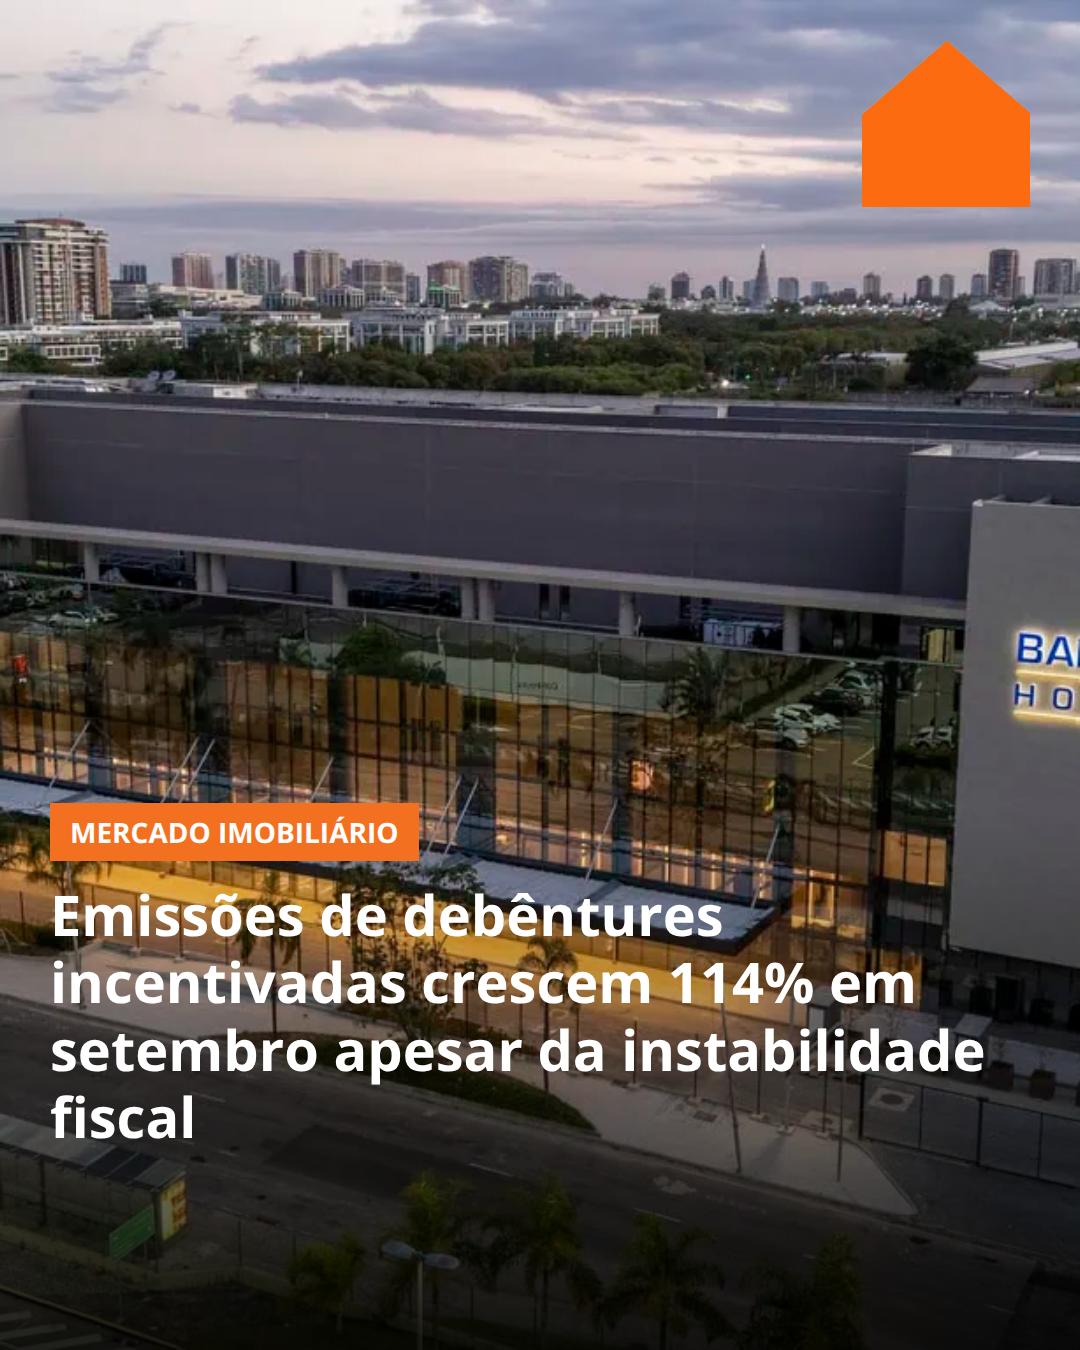 MERCADO IMOBILIÁRIO
Emissões de debêntures
incentivadas crescem 114% em
setembro apesar da instabilidade
fiscal